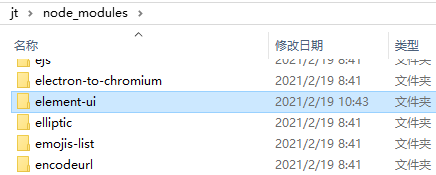 jt > node_modules >
名称 修改日期 类型
ejs 2021/2/19 8:41 文件夹
electron-to-chromium 2021/2/19 8:41 文件夹
element-ui 2021/2/19 10:43 文件夹
elliptic 2021/2/19 8:41 文件夹
emojis-list 2021/2/19 8:41 文件夹
encodeurl 2021/2/19 8:41 文件夹